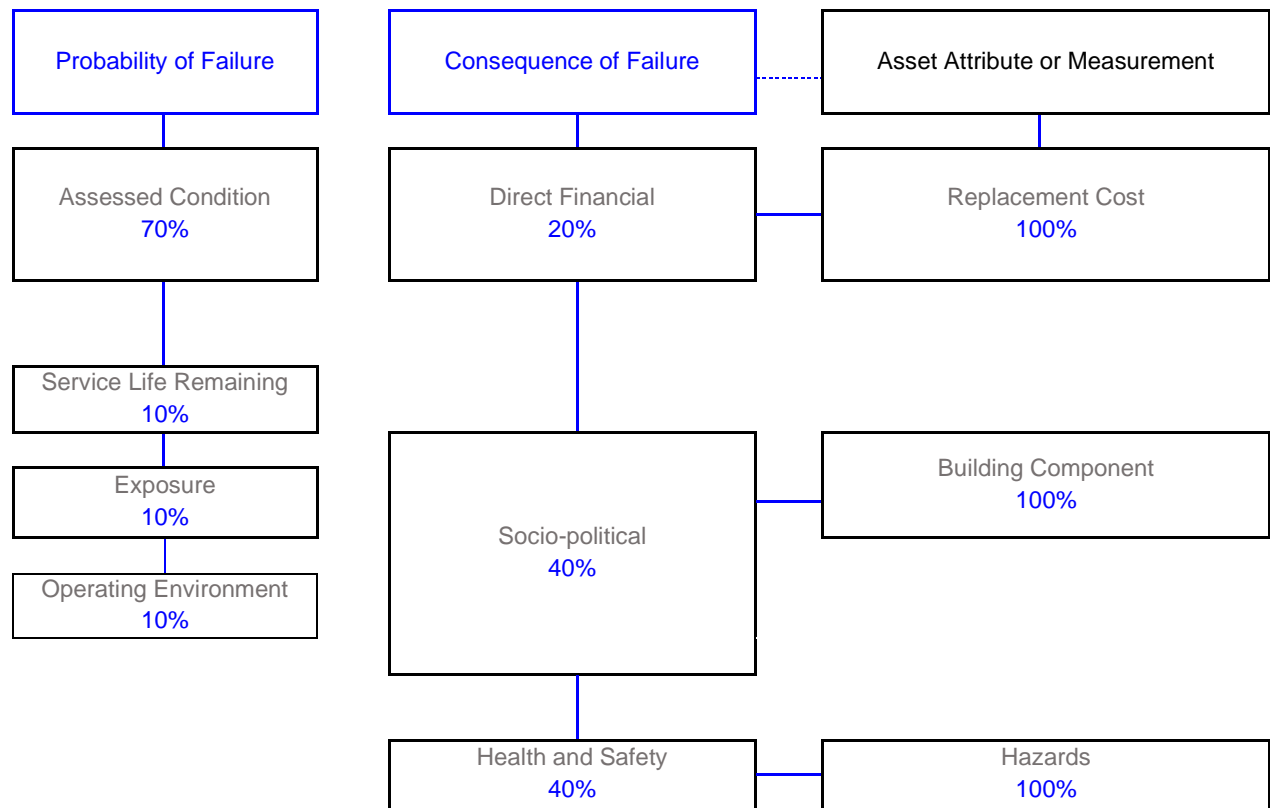 Probability of Failure
Consequence of Failure
Asset Attribute or Measurement
Assessed Condition
70%
Direct Financial
20%
Replacement Cost
100%
Service Life Remaining
10%
Exposure
10%
Operating Environment
10%
Socio-political
40%
Building Component
100%
Health and Safety
40%
Hazards
100%